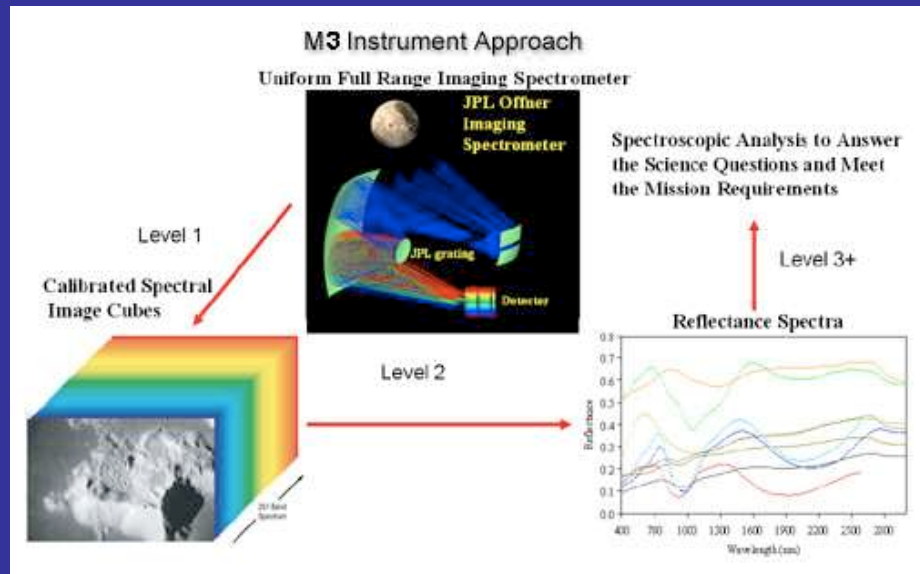 M3 Instrument Approach
Uniform Full Range Imaging Spectrometer
JPL Offner
Imaging
Spectrometer
JPL grating
Detector
Spectroscopic Analysis to Answer
the Science Questions and Meet
the Mission Requirements
Level 1
Level 3+
Calibrated Spectral
Image Cubes
Level 2
Reflectance Spectra
0.8
0.7
0.6
0.5
0.4
0.3
0.2
0.1
0.0
Reflectance
400 700 1000 1300 1600 1900 2200 2500 2800
Wavelength (nm)
Band
Spectrum